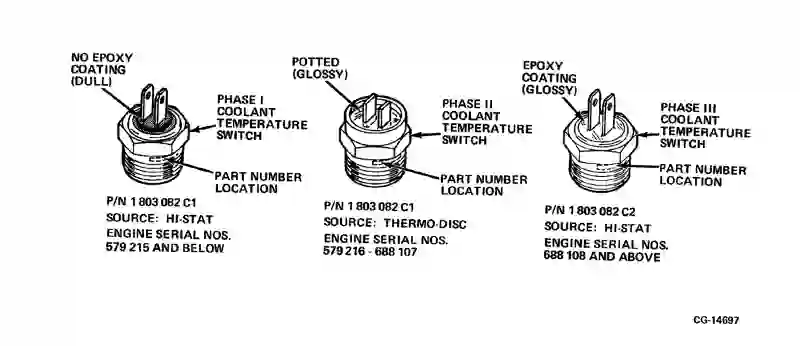 NO EPOXY
COATING
(DULL)
PHASE I
COOLANT
TEMPERATURE
SWITCH
PART NUMBER
LOCATION
P/N 1 803 082 C1
SOURCE: HI-STAT
ENGINE SERIAL NOS.
579 215 AND BELOW
POTTED
(GLOSSY)
PHASE II
COOLANT
TEMPERATURE
SWITCH
PART NUMBER
LOCATION
P/N 1 803 082 C1
SOURCE: THERMO-DISC
ENGINE SERIAL NOS.
579 216 - 688 107
EPOXY
COATING
(GLOSSY)
PHASE III
COOLANT
TEMPERATURE
SWITCH
PART NUMBER
LOCATION
P/N 1 803 082 C2
SOURCE: HI-STAT
ENGINE SERIAL NOS.
688 108 AND ABOVE
CG-14697